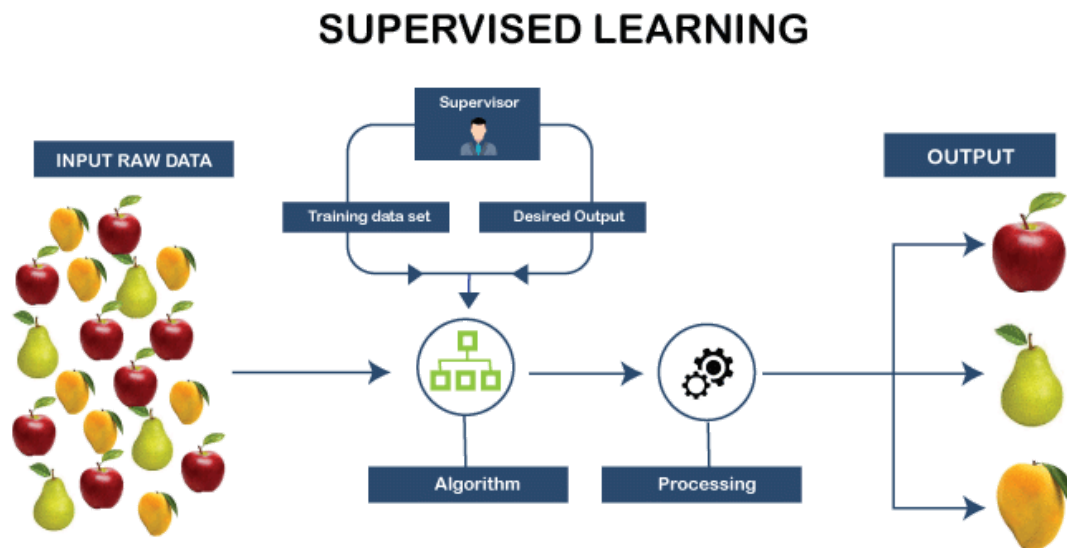 SUPERVISED LEARNING
Supervisor
INPUT RAW DATA
OUTPUT
Training data set
Desired Output
Algorithm
Processing